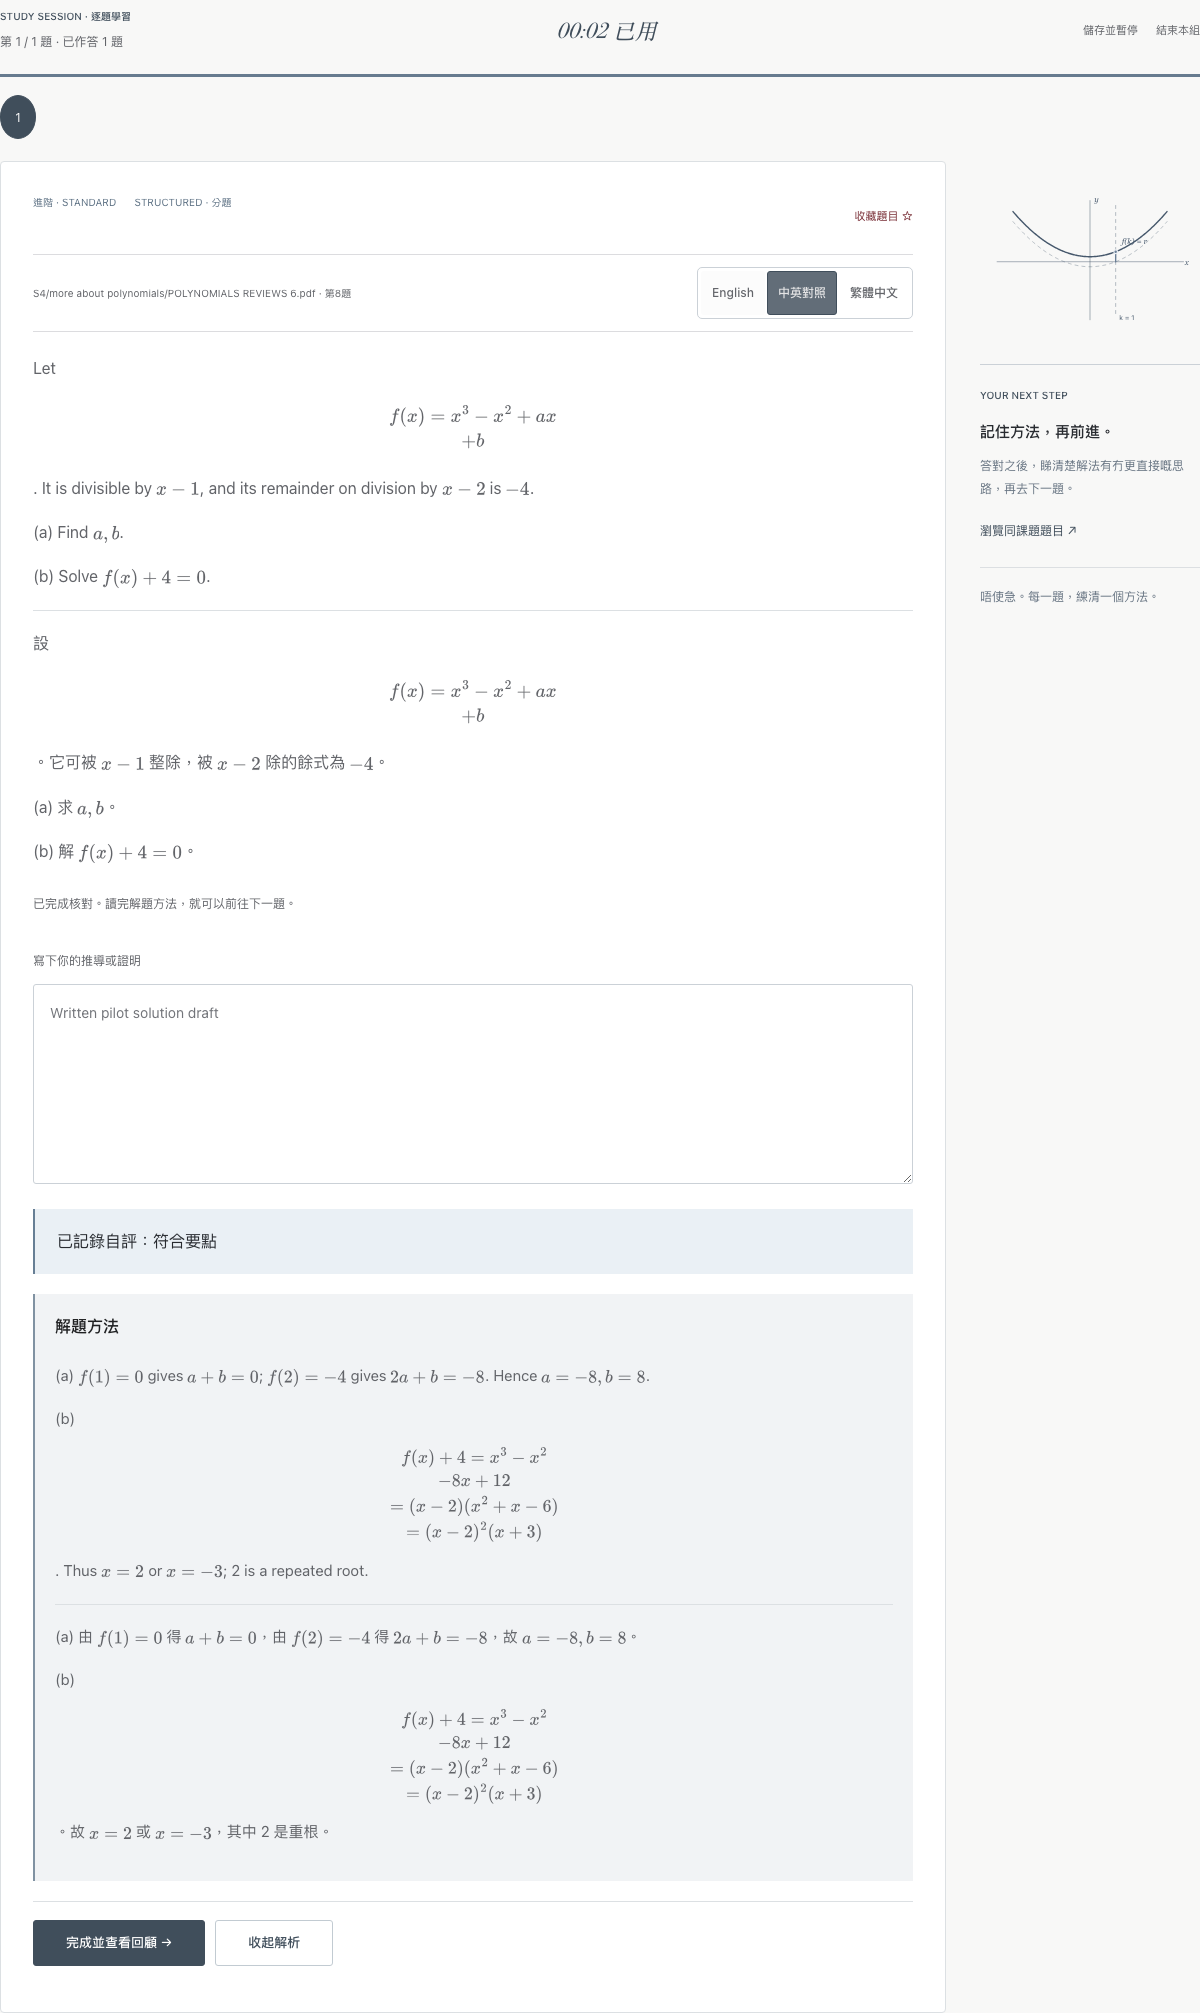 STUDY SESSION · 逐題學習
第 1 / 1 題 · 已作答 1 題
00:02 已用
儲存並暫停 結束本組
1
進階 · STANDARD STRUCTURED · 分題
收藏題目 ☆
S4/more about polynomials/POLYNOMIALS REVIEWS 6.pdf · 第8題
English 中英對照 繁體中文
Let
f(x) = x³ − x² + ax
+b
. It is divisible by x − 1, and its remainder on division by x − 2 is −4.
(a) Find a, b.
(b) Solve f(x) + 4 = 0.
設
f(x) = x³ − x² + ax
+b
。它可被 x − 1 整除，被 x − 2 除的餘式為 −4。
(a) 求 a, b。
(b) 解 f(x) + 4 = 0。
已完成核對。讀完解題方法，就可以前往下一題。
寫下你的推導或證明
Written pilot solution draft
已記錄自評：符合要點
解題方法
(a) f(1) = 0 gives a + b = 0; f(2) = −4 gives 2a + b = −8. Hence a = −8, b = 8.
(b)
f(x) + 4 = x³ − x²
−8x + 12
= (x − 2)(x² + x − 6)
= (x − 2)²(x + 3)
. Thus x = 2 or x = −3; 2 is a repeated root.
(a) 由 f(1) = 0 得 a + b = 0，由 f(2) = −4 得 2a + b = −8，故 a = −8, b = 8。
(b)
f(x) + 4 = x³ − x²
−8x + 12
= (x − 2)(x² + x − 6)
= (x − 2)²(x + 3)
。故 x = 2 或 x = −3，其中 2 是重根。
完成並查看回顧 →
收起解析
y
f(k) = r
x
k = 1
YOUR NEXT STEP
記住方法，再前進。
答對之後，睇清楚解法有冇更直接嘅思
路，再去下一題。
瀏覽同課題題目 ↗
唔使急。每一題，練清一個方法。